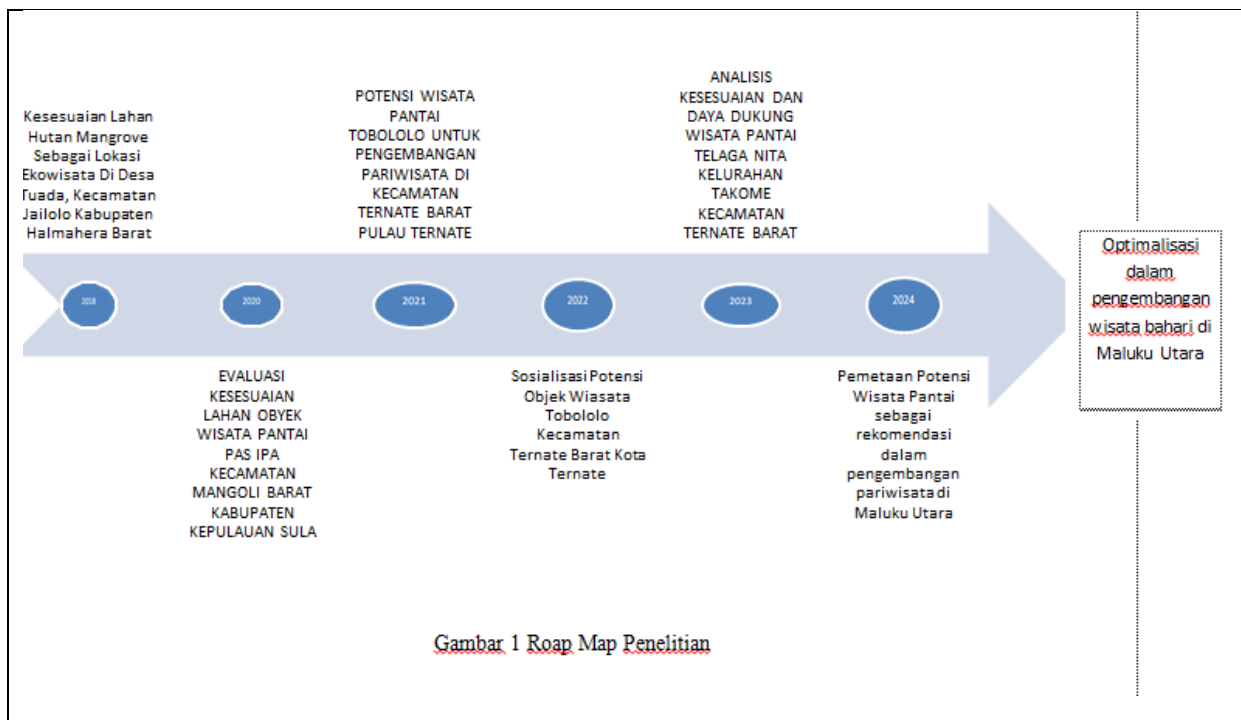 Kesesuaian Lahan
Hutan Mangrove
Sebagai Lokasi
Ekowisata Di Desa
Tuada, Kecamatan
Jailolo Kabupaten
Halmahera Barat
POTENSI WISATA
PANTAI
TOBOLOLO UNTUK
PENGEMBANGAN
PARIWISATA DI
KECAMATAN
TERNATE BARAT
PULAU TERNATE
ANALISIS
KESESUAIAN DAN
DAYA DUKUNG
WISATA PANTAI
TELAGA NITA
KELURAHAN
TAKOME
KECAMATAN
TERNATE BARAT
2018
2020
2021
2022
2023
2024
Optimalisasi
dalam
pengembangan
wisata bahari di
Maluku Utara
EVALUASI
KESESUAIAN
LAHAN OBYEK
WISATA PANTAI
PAS IPA
KECAMATAN
MANGOLI BARAT
KABUPATEN
KEPULAUAN SULA
Sosialisasi Potensi
Objek Wiasata
Tobololo
Kecamatan
Ternate Barat Kota
Ternate
Pemetaan Potensi
Wisata Pantai
sebagai
rekomendasi
dalam
pengembangan
pariwisata di
Maluku Utara
Gambar 1 Roap Map Penelitian